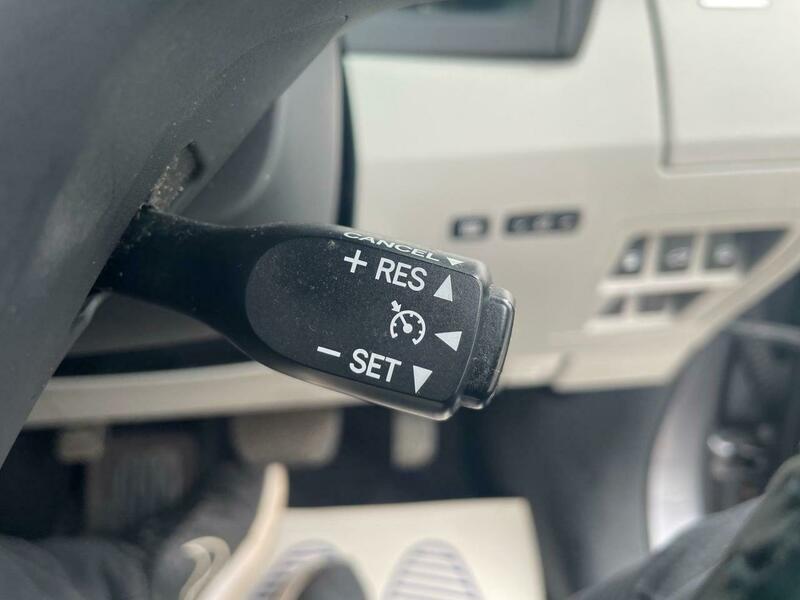 CANCEL
+ RES
- SET